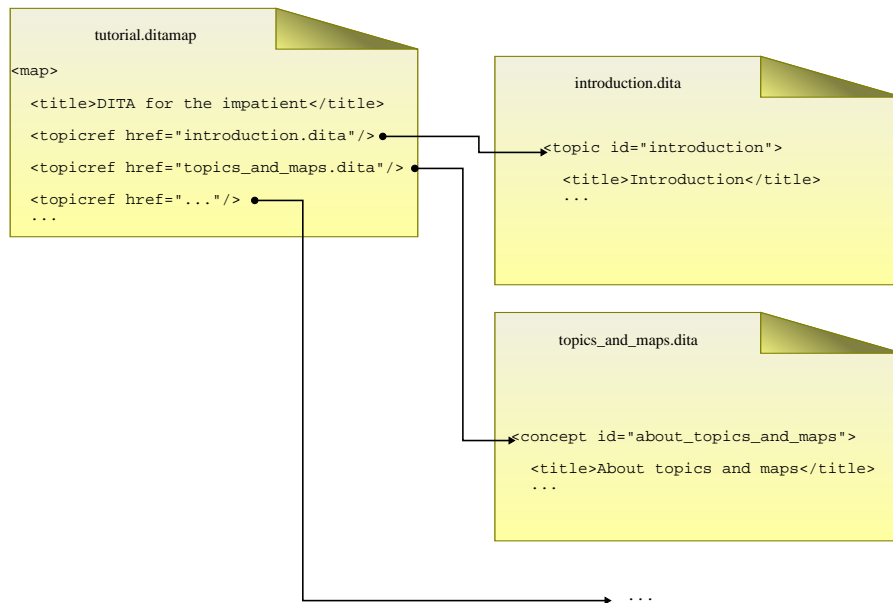 tutorial.ditamap
<map>
<title>DITA for the impatient</title>
<topicref href="introduction.dita"/>
<topicref href="topics_and_maps.dita"/>
<topicref href="..."/>
...
introduction.dita
<topic id="introduction">
<title>Introduction</title>
...
topics_and_maps.dita
<concept id="about_topics_and_maps">
<title>About topics and maps</title>
...
...